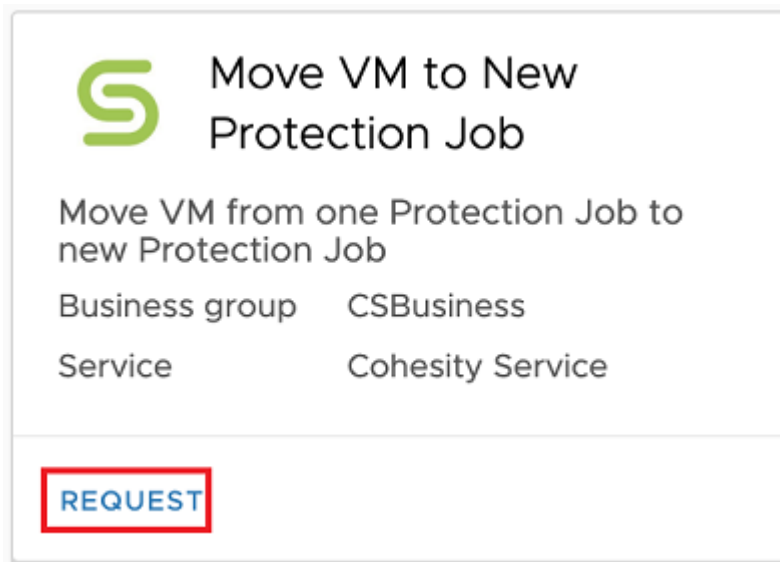 Move VM to New
Protection Job
Move VM from one Protection Job to
new Protection Job
Business group CSBusiness
Service Cohesity Service
REQUEST